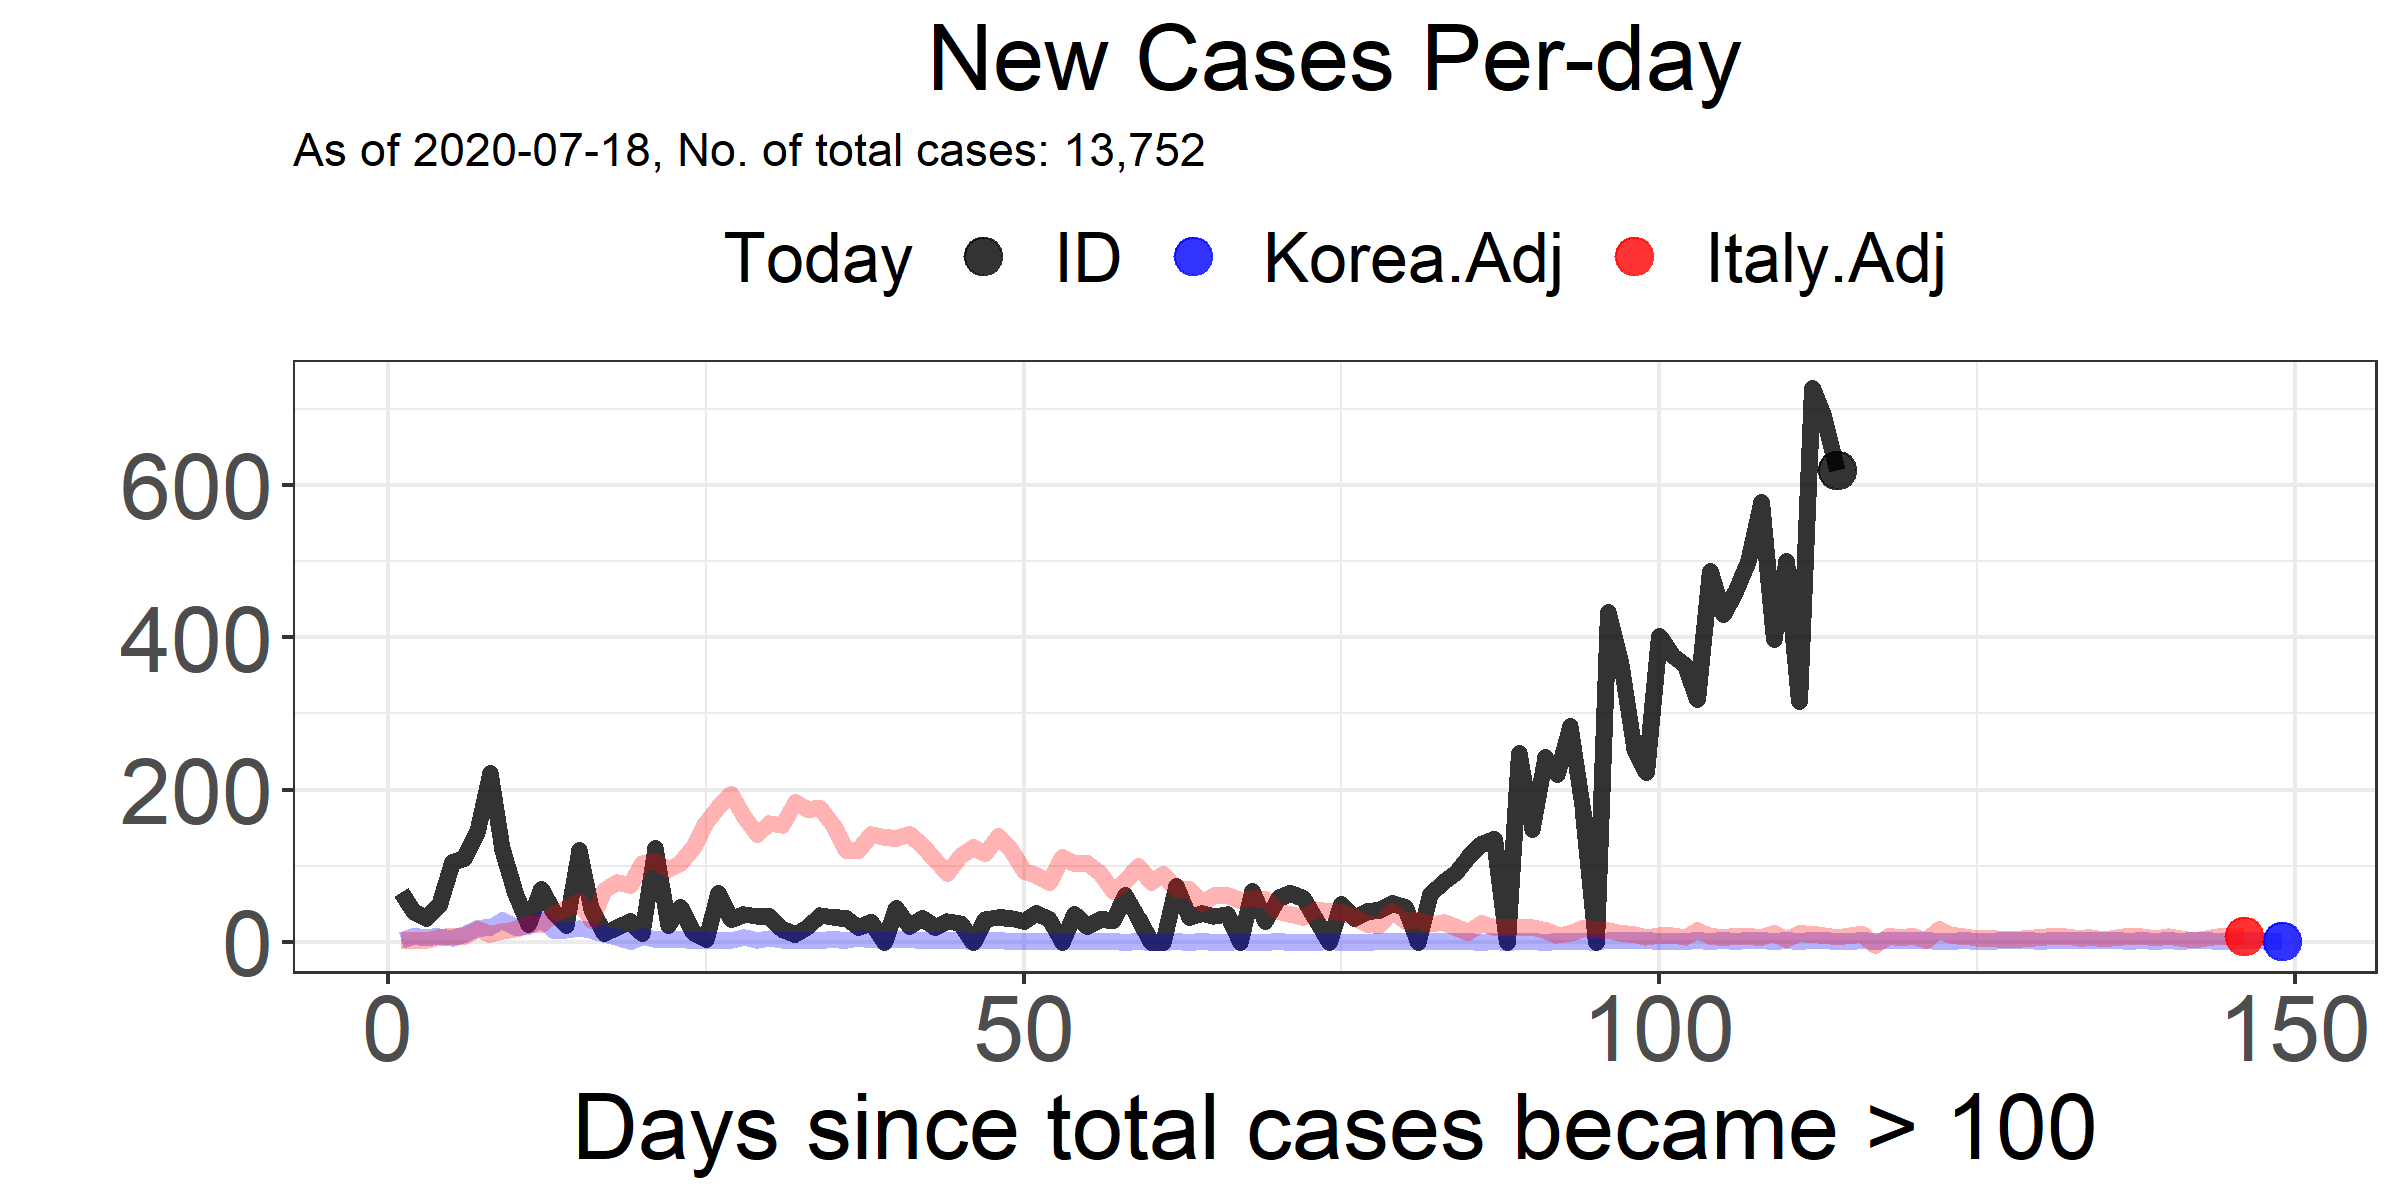 New Cases Per-day
As of 2020-07-18, No. of total cases: 13,752
Today ID Korea.Adj Italy.Adj
600
400
200
0
0 50 100 150
Days since total cases became > 100